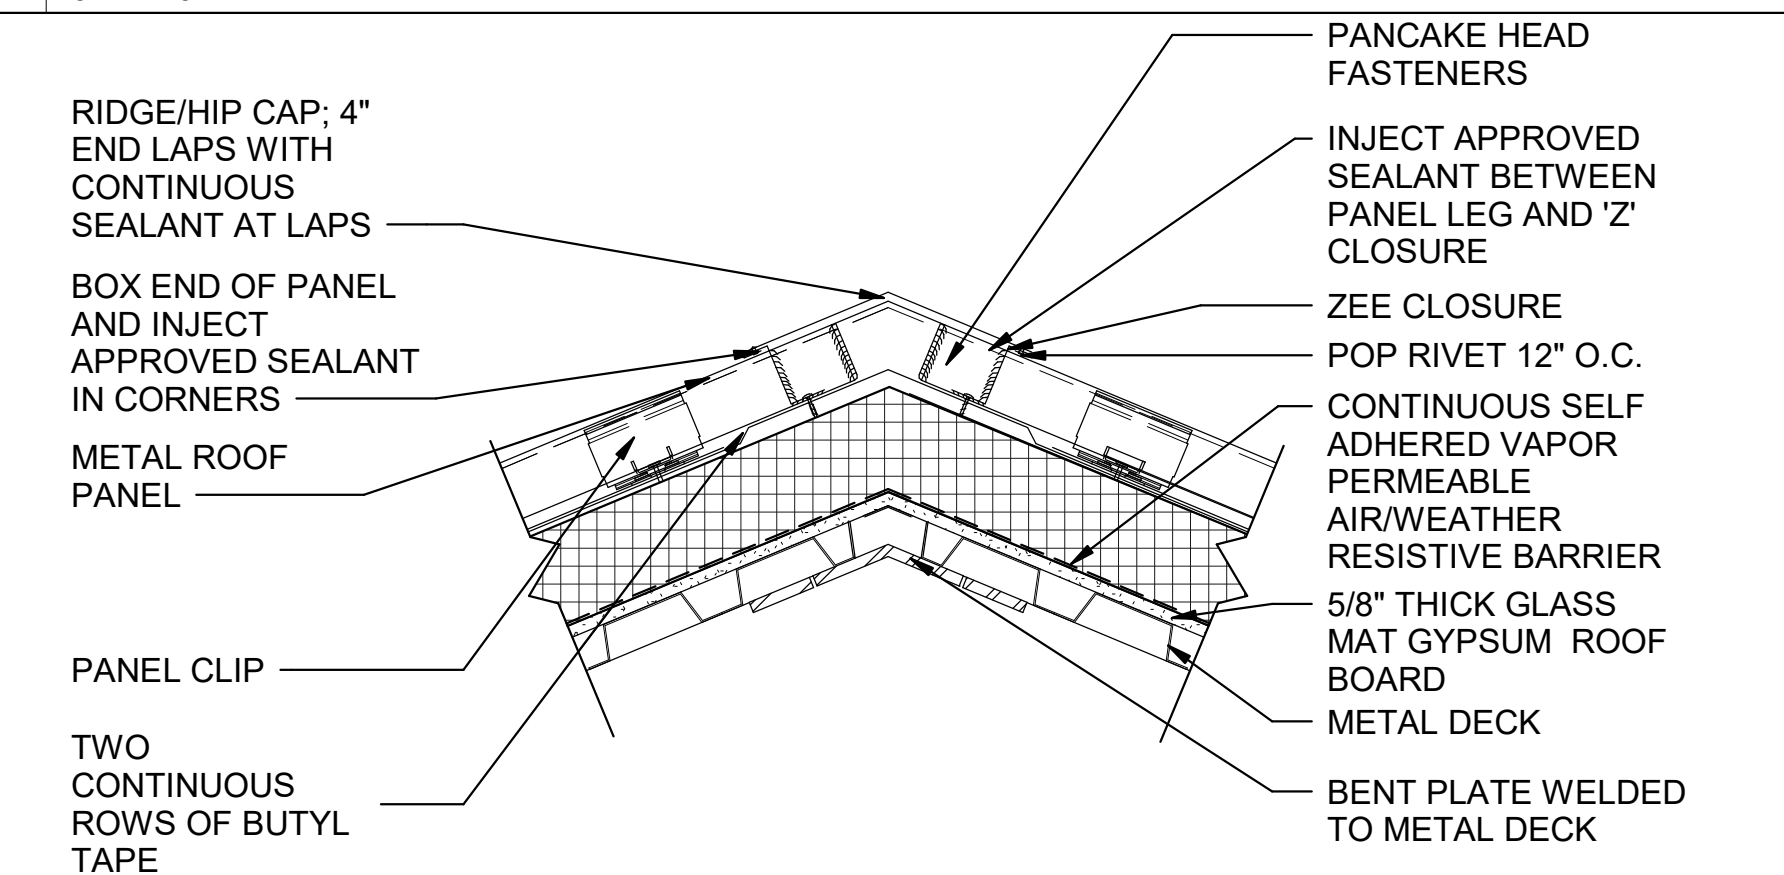 RIDGE/HIP CAP; 4"
END LAPS WITH
CONTINUOUS
SEALANT AT LAPS
BOX END OF PANEL
AND INJECT
APPROVED SEALANT
IN CORNERS
METAL ROOF
PANEL
PANEL CLIP
TWO
CONTINUOUS
ROWS OF BUTYL
TAPE
PANCAKE HEAD
FASTENERS
INJECT APPROVED
SEALANT BETWEEN
PANEL LEG AND 'Z'
CLOSURE
ZEE CLOSURE
POP RIVET 12" O.C.
CONTINUOUS SELF
ADHERED VAPOR
PERMEABLE
AIR/WEATHER
RESISTIVE BARRIER
5/8" THICK GLASS
MAT GYPSUM ROOF
BOARD
METAL DECK
BENT PLATE WELDED
TO METAL DECK